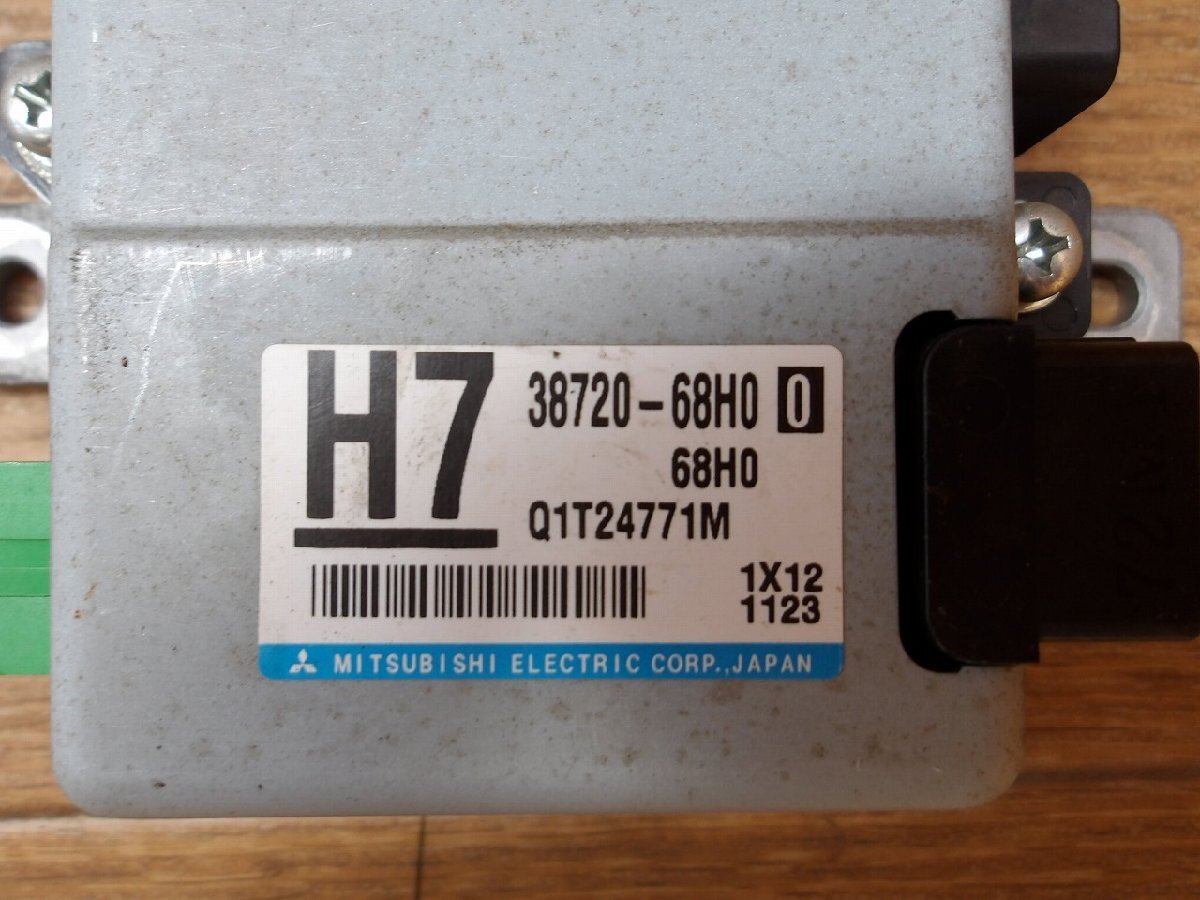 H7
38720-68H0 0
68H0
Q1T24771M
1X12
1123
MITSUBISHI ELECTRIC CORP.,JAPAN